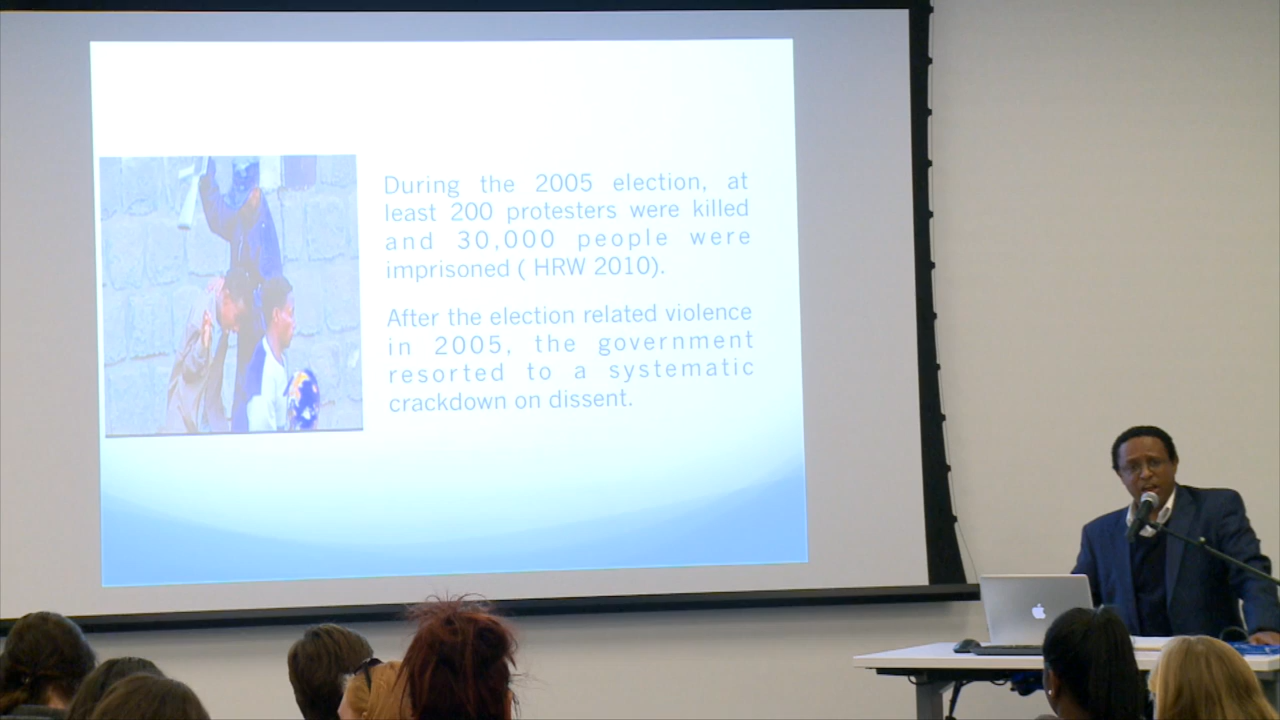 During the 2005 election, at
least 200 protesters were killed
and 30,000 people were
imprisoned ( HRW 2010).
After the election related violence
in 2005, the government
resorted to a systematic
crackdown on dissent.